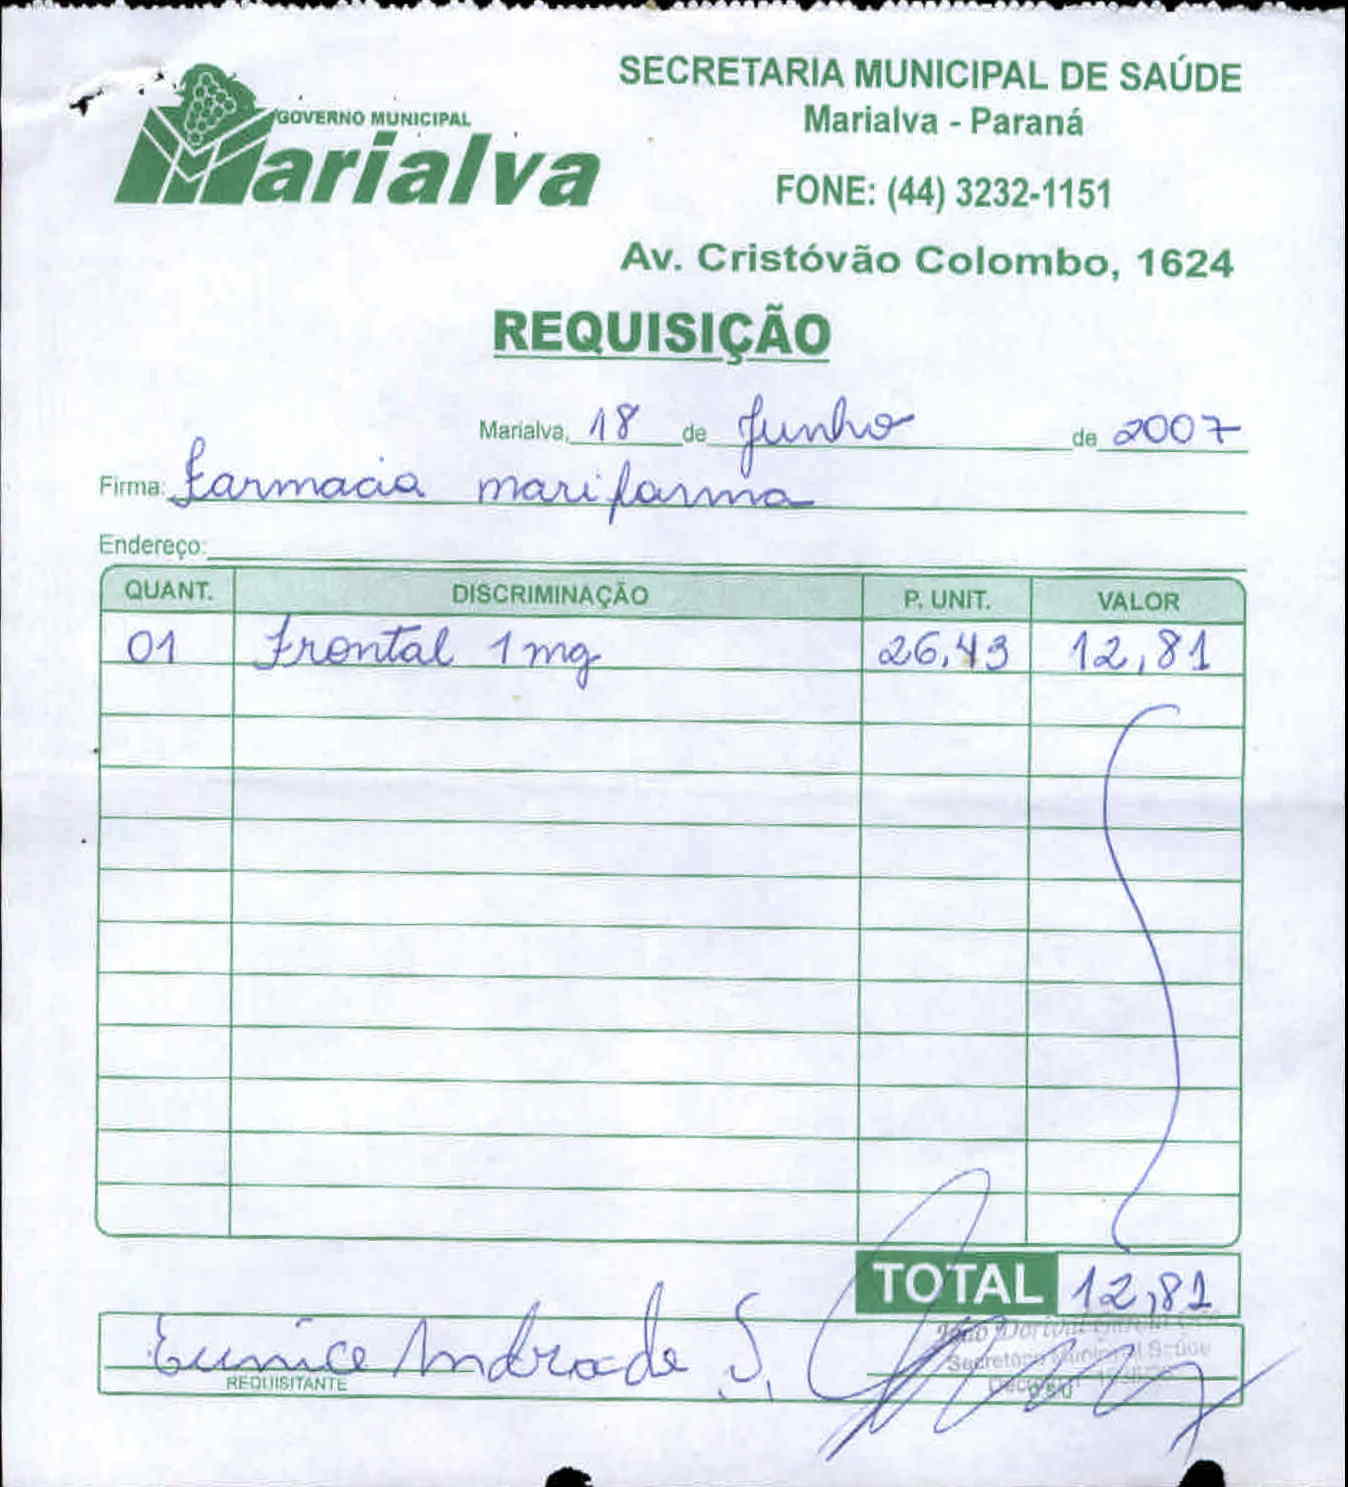 GOVERNO MUNICIPAL
Marialva
SECRETARIA MUNICIPAL DE SAÚDE
Marialva - Paraná
FONE: (44) 3232-1151
Av. Cristóvão Colombo, 1624
REQUISIÇÃO
Marialva, 18 de Junho de 2007
Firma: Farmacia marifarma
Endereço:
QUANT. DISCRIMINAÇÃO P. UNIT. VALOR
01 Frontal 1mg 26,43 12,81
TOTAL 12,81
Eunice Andrade S.
Secretário Municipal Saúde
REQUISITANTE